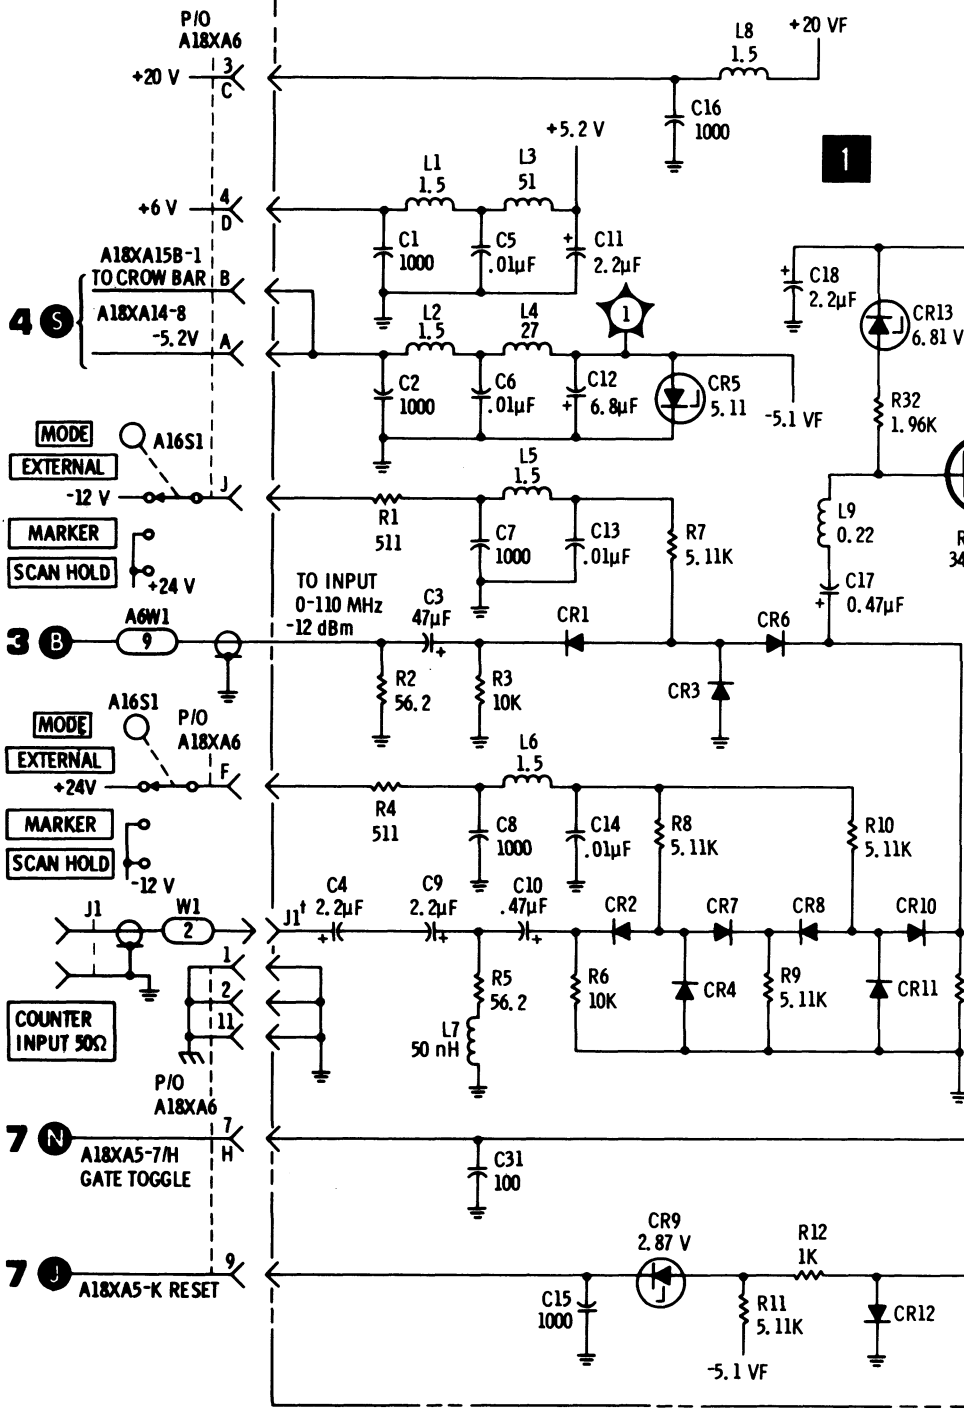 P/O
A18XA6
+20 V
3
C
L8
1.5
+20 VF
C16
1000
1
+5.2 V
+6 V
4
D
L1
1.5
L3
51
C1
1000
C5
.01µF
+
C11
2.2µF
A18XA15B-1
TO CROW BAR
B
4 S
A18XA14-8
-5.2V
A
L2
1.5
L4
27
1
C2
1000
C6
.01µF
+
C12
6.8µF
CR5
5.11
-5.1 VF
+
C18
2.2µF
CR13
6.81 V
R32
1.96K
MODE
A16S1
EXTERNAL
-12 V
J
MARKER
SCAN HOLD
+24 V
R1
511
L5
1.5
C7
1000
C13
.01µF
R7
5.11K
L9
0.22
R
34
+
C17
0.47µF
TO INPUT
0-110 MHz
-12 dBm
3 B
A6W1
9
C3
47µF
+
CR1
CR6
R2
56.2
R3
10K
CR3
MODE
A16S1
P/O
A18XA6
EXTERNAL
+24V
F
MARKER
SCAN HOLD
-12 V
R4
511
L6
1.5
C8
1000
C14
.01µF
R8
5.11K
R10
5.11K
J1
W1
2
J1†
C4
2.2µF
+
C9
2.2µF
+
C10
.47µF
+
CR2
CR7
CR8
CR10
1
2
11
COUNTER
INPUT 50Ω
R5
56.2
L7
50 nH
R6
10K
CR4
R9
5.11K
CR11
P/O
A18XA6
7 N
7
H
A18XA5-7/H
GATE TOGGLE
C31
100
7 J
9
A18XA5-K RESET
C15
1000
CR9
2.87 V
R12
1K
R11
5.11K
CR12
-5.1 VF